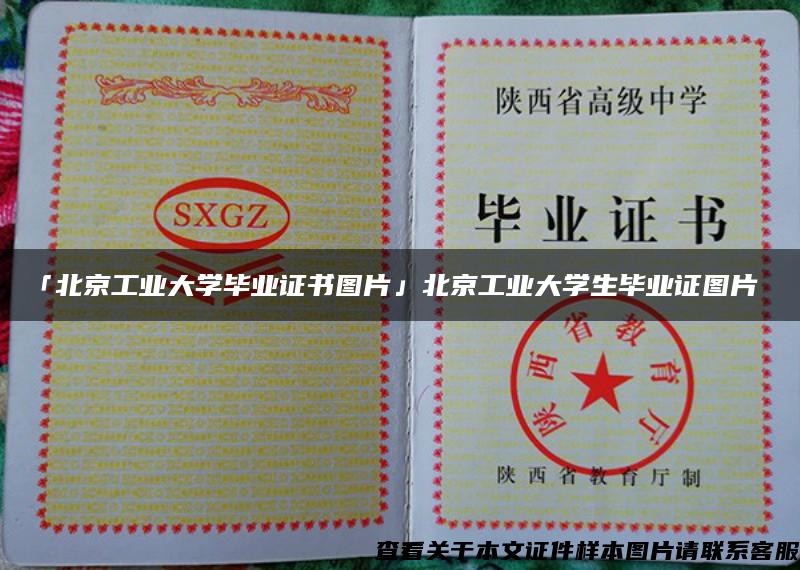 SXGZ
陕西省高级中学
毕业证书
「北京工业大学毕业证书图片」北京工业大学生毕业证图片
陕西省教育厅
陕西省教育厅制
查看关于本文证件样本图片请联系客服